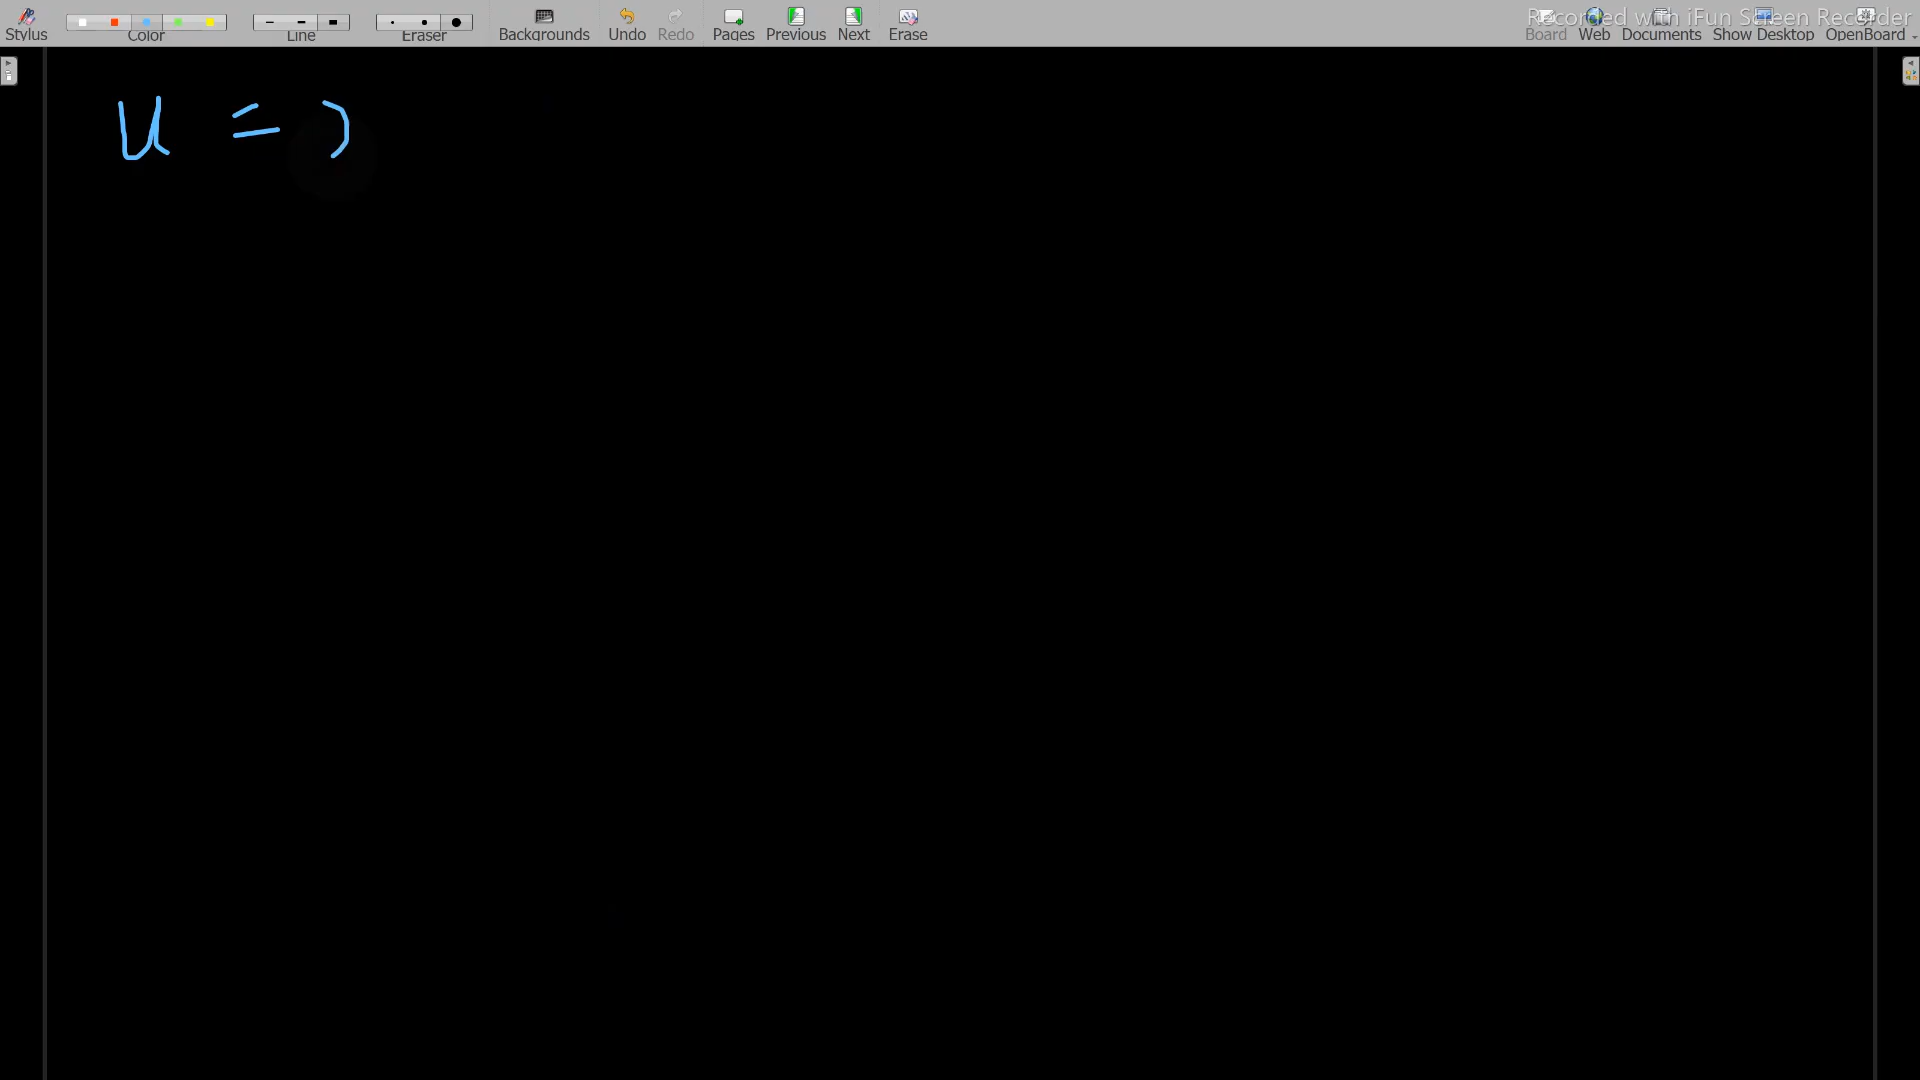 Recorded with iFun Screen Recorder
Stylus Color Line Eraser Backgrounds Undo Redo Pages Previous Next Erase Board Web Documents Show Desktop OpenBoard
u = )